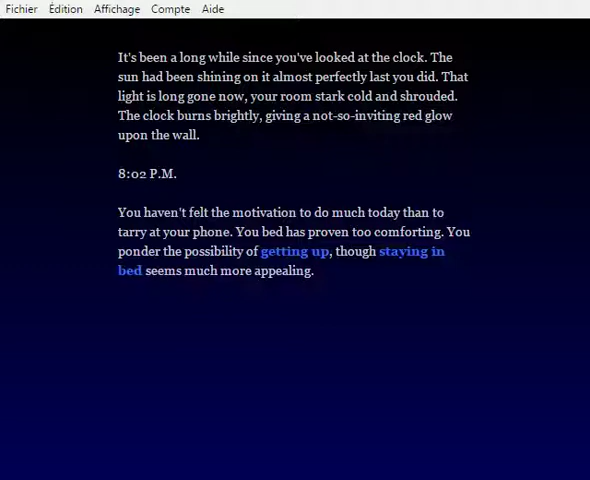 Fichier Édition Affichage Compte Aide
It's been a long while since you've looked at the clock. The
sun had been shining on it almost perfectly last you did. That
light is long gone now, your room stark cold and shrouded.
The clock burns brightly, giving a not-so-inviting red glow
upon the wall.
8:02 P.M.
You haven't felt the motivation to do much today than to
tarry at your phone. You bed has proven too comforting. You
ponder the possibility of getting up, though staying in
bed seems much more appealing.